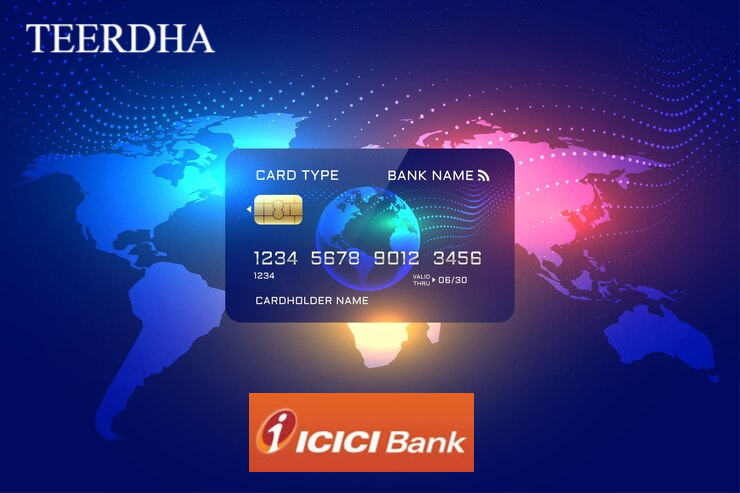 TEERDHA
CARD TYPE BANK NAME
1234 5678 9012 3456
1234
VALID THRU 06/30
CARDHOLDER NAME
ICICI Bank